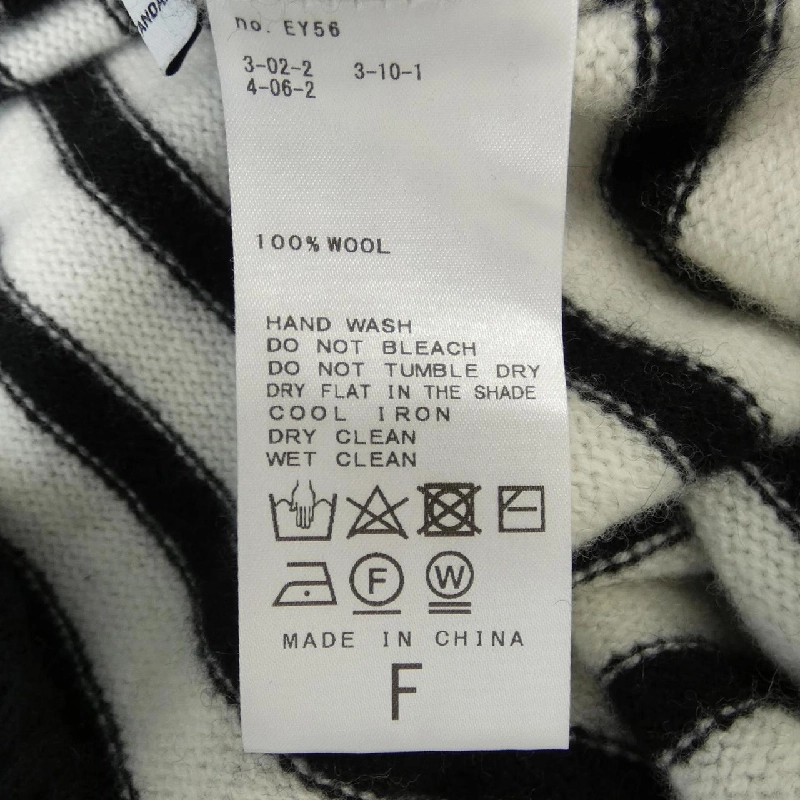 no. EY56
3-02-2 3-10-1
4-06-2
100% WOOL
HAND WASH
DO NOT BLEACH
DO NOT TUMBLE DRY
DRY FLAT IN THE SHADE
COOL IRON
DRY CLEAN
WET CLEAN
F W
MADE IN CHINA
F